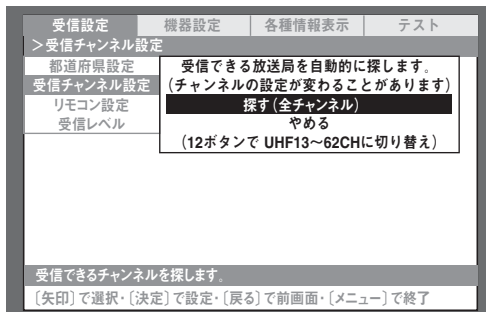 受信設定 機器設定 各種情報表示 テスト
＞受信チャンネル設定
都道府県設定
受信チャンネル設定
リモコン設定
受信レベル
受信できる放送局を自動的に探します。
(チャンネルの設定が変わることがあります)
探す(全チャンネル)
やめる
(12ボタンで UHF13～62CHに切り替え)
受信できるチャンネルを探します。
〔矢印〕で選択・〔決定〕で設定・〔戻る〕で前画面・〔メニュー〕で終了